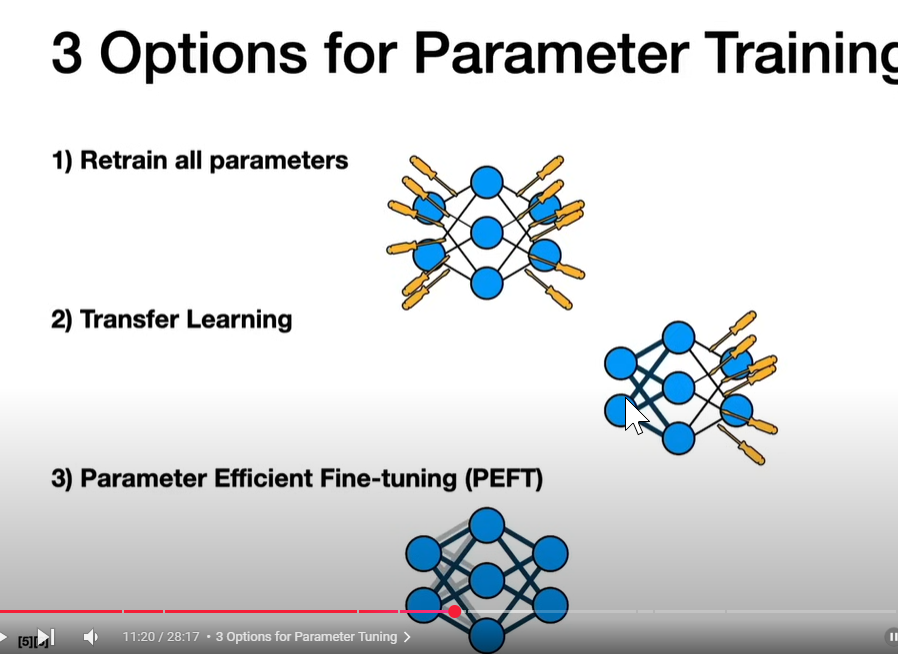 3 Options for Parameter Training
1) Retrain all parameters
2) Transfer Learning
3) Parameter Efficient Fine-tuning (PEFT)
11:20 / 28:17 • 3 Options for Parameter Tuning